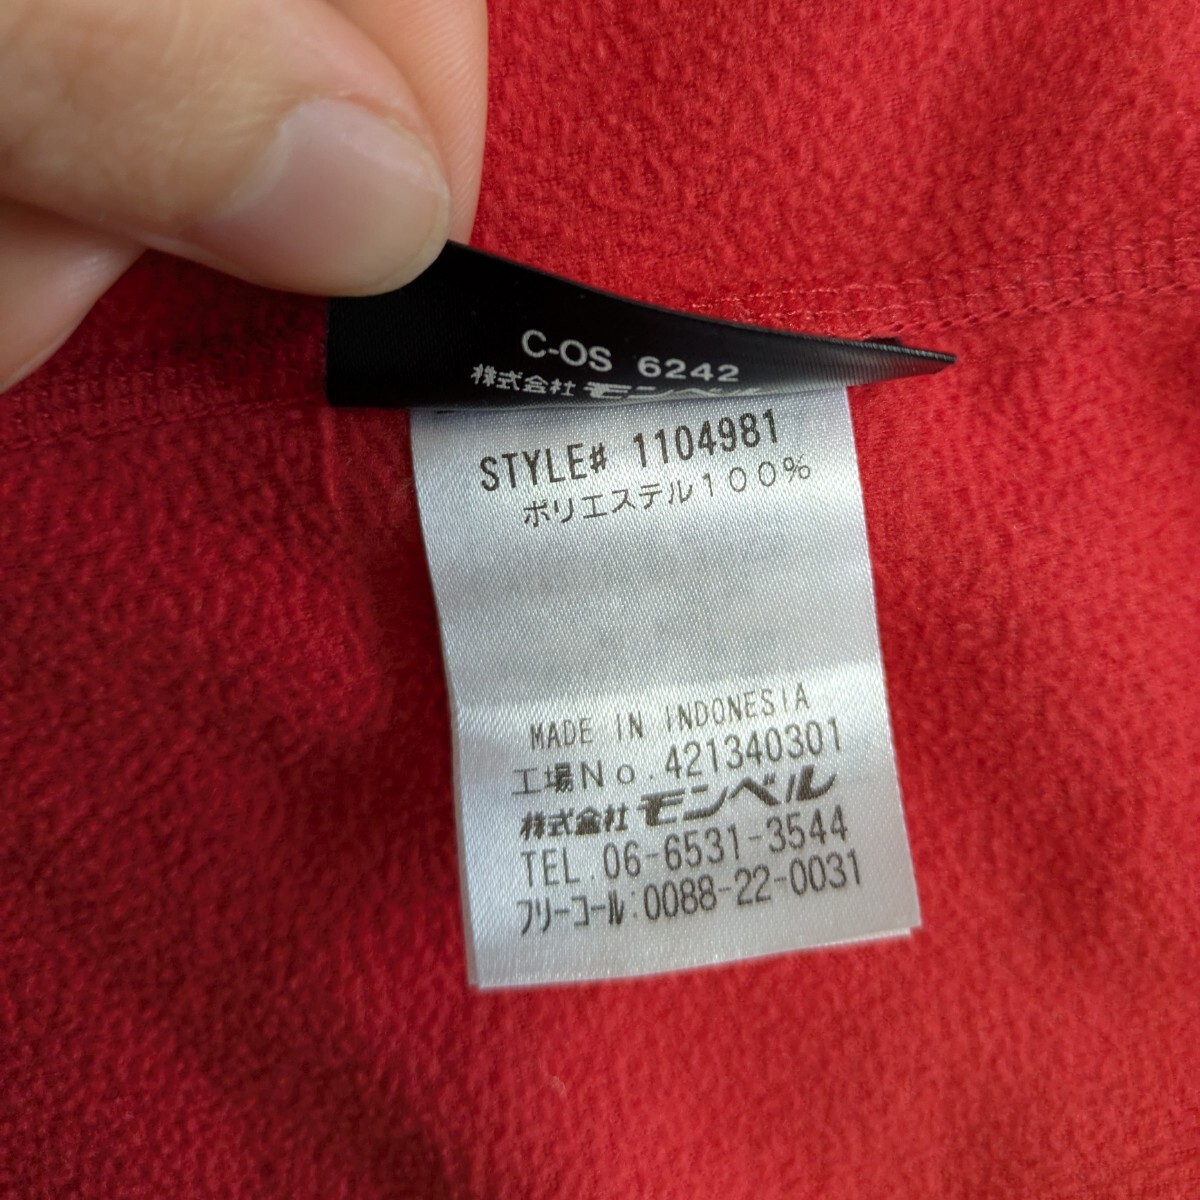 C-OS 6242
株式会社 モンベル
STYLE# 1104981
ポリエステル100%
MADE IN INDONESIA
工場No.421340301
株式会社 モンベル
TEL.06-6531-3544
フリーコール:0088-22-0031